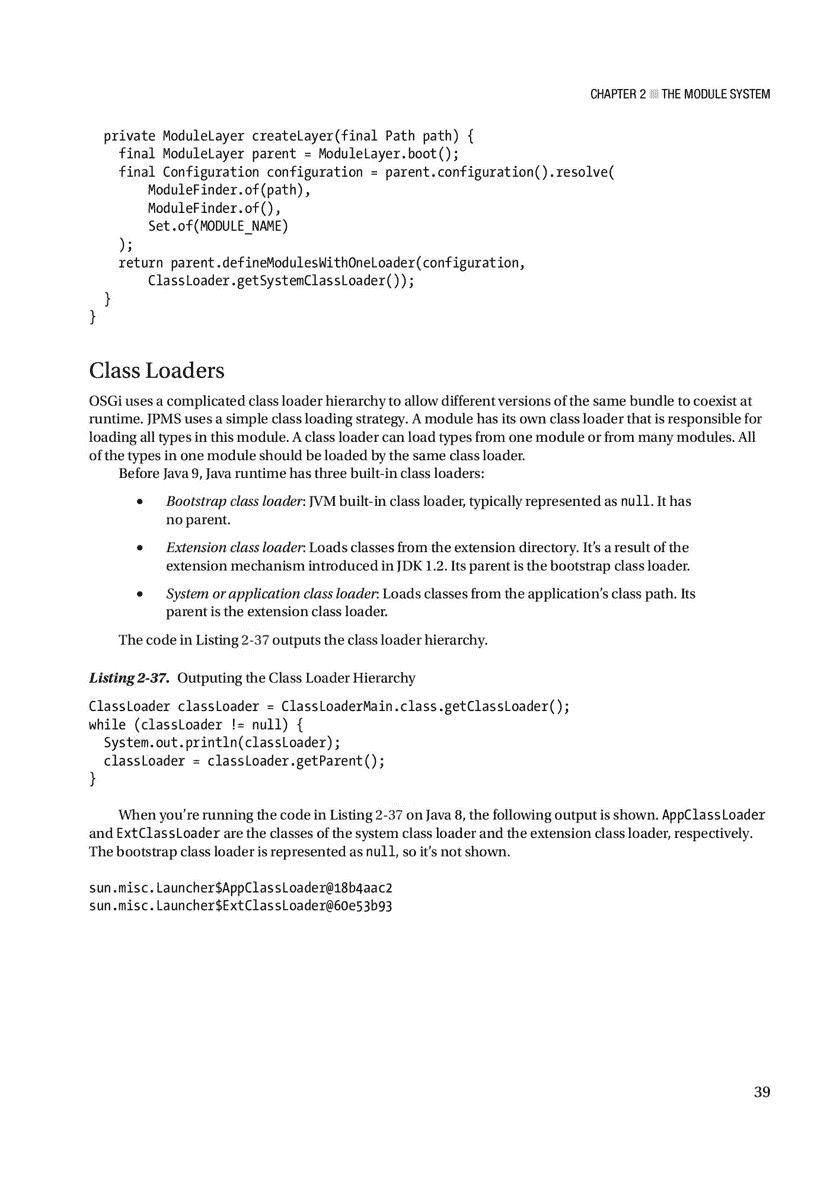 CHAPTER 2 ■ THE MODULE SYSTEM
private ModuleLayer createLayer(final Path path) {
final ModuleLayer parent = ModuleLayer.boot();
final Configuration configuration = parent.configuration().resolve(
ModuleFinder.of(path),
ModuleFinder.of(),
Set.of(MODULE_NAME)
);
return parent.defineModulesWithOneLoader(configuration,
ClassLoader.getSystemClassLoader());
}
}
Class Loaders
OSGi uses a complicated class loader hierarchy to allow different versions of the same bundle to coexist at
runtime. JPMS uses a simple class loading strategy. A module has its own class loader that is responsible for
loading all types in this module. A class loader can load types from one module or from many modules. All
of the types in one module should be loaded by the same class loader.
Before Java 9, Java runtime has three built-in class loaders:
• Bootstrap class loader: JVM built-in class loader, typically represented as null. It has
no parent.
• Extension class loader: Loads classes from the extension directory. It’s a result of the
extension mechanism introduced in JDK 1.2. Its parent is the bootstrap class loader.
• System or application class loader: Loads classes from the application’s class path. Its
parent is the extension class loader.
The code in Listing 2-37 outputs the class loader hierarchy.
Listing 2-37. Outputing the Class Loader Hierarchy
ClassLoader classLoader = ClassLoaderMain.class.getClassLoader();
while (classLoader != null) {
System.out.println(classLoader);
classLoader = classLoader.getParent();
}
When you’re running the code in Listing 2-37 on Java 8, the following output is shown. AppClassLoader
and ExtClassLoader are the classes of the system class loader and the extension class loader, respectively.
The bootstrap class loader is represented as null, so it’s not shown.
sun.misc.Launcher$AppClassLoader@18b4aac2
sun.misc.Launcher$ExtClassLoader@60e53b93
39